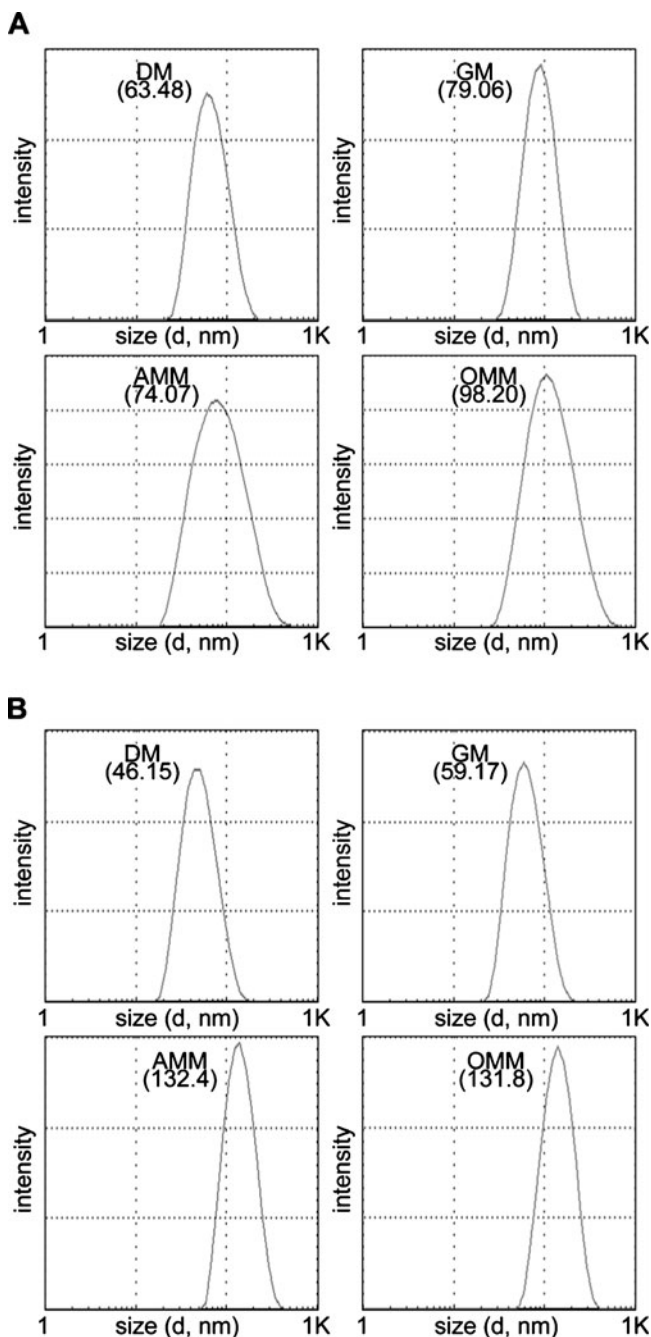 A
DM
(63.48)
intensity
1
size (d, nm)
1K
GM
(79.06)
intensity
1
size (d, nm)
1K
AMM
(74.07)
intensity
1
size (d, nm)
1K
OMM
(98.20)
intensity
1
size (d, nm)
1K
B
DM
(46.15)
intensity
1
size (d, nm)
1K
GM
(59.17)
intensity
1
size (d, nm)
1K
AMM
(132.4)
intensity
1
size (d, nm)
1K
OMM
(131.8)
intensity
1
size (d, nm)
1K